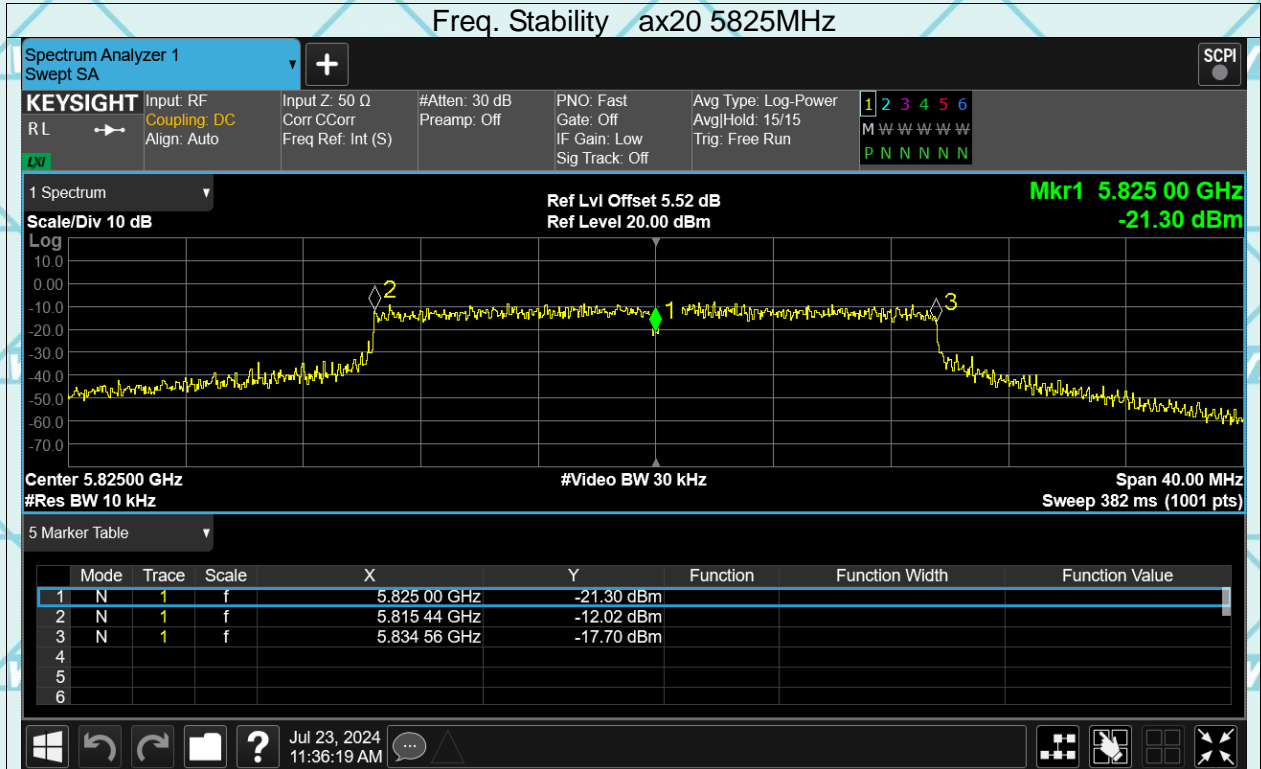 Freq. Stability ax20 5825MHz
Spectrum Analyzer 1
Swept SA
+
SCPI
KEYSIGHT Input: RF Input Z: 50 Ω #Atten: 30 dB PNO: Fast Avg Type: Log-Power 1 2 3 4 5 6
RL Coupling: DC Corr CCorr Preamp: Off Gate: Off Avg|Hold: 15/15 M W W W W W
Align: Auto Freq Ref: Int (S) IF Gain: Low Trig: Free Run P N N N N N
LXI Sig Track: Off
1 Spectrum Ref Lvl Offset 5.52 dB Mkr1 5.825 00 GHz
Scale/Div 10 dB Ref Level 20.00 dBm -21.30 dBm
Log
10.0
0.00
2
-10.0
1
3
-20.0
-30.0
-40.0
-50.0
-60.0
-70.0
Center 5.82500 GHz #Video BW 30 kHz Span 40.00 MHz
#Res BW 10 kHz Sweep 382 ms (1001 pts)
5 Marker Table
Mode Trace Scale X Y Function Function Width Function Value
1 N 1 f 5.825 00 GHz -21.30 dBm
2 N 1 f 5.815 44 GHz -12.02 dBm
3 N 1 f 5.834 56 GHz -17.70 dBm
4
5
6
? Jul 23, 2024
11:36:19 AM